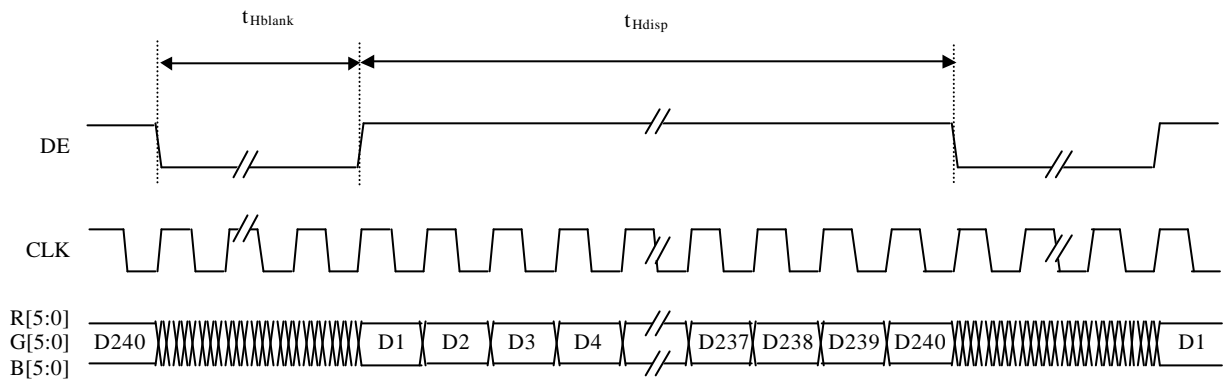 tHblank tHdisp
DE
CLK
R[5:0]
G[5:0]
B[5:0]
D240 D1 D2 D3 D4 D237 D238 D239 D240 D1